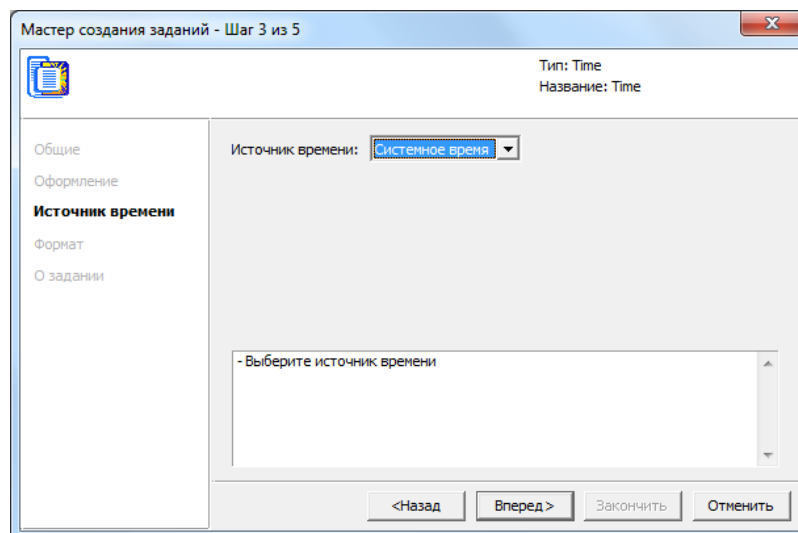 Мастер создания заданий - Шаг 3 из 5
Тип: Time
Название: Time
Общие
Оформление
Источник времени
Формат
О задании
Источник времени: Системное время
- Выберите источник времени
<Назад Вперед> Закончить Отменить